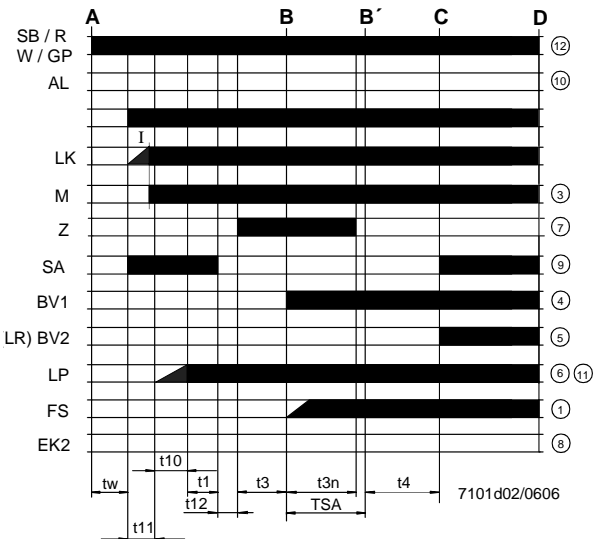 A B B´ C D
SB / R
W / GP 12
AL 10
I
LK
M 3
Z 7
SA 9
BV1 4
LR) BV2 5
LP 6 11
FS 1
EK2 8
t10
tw t1 t3 t3n t4 7101d02/0606
t12 TSA
t11